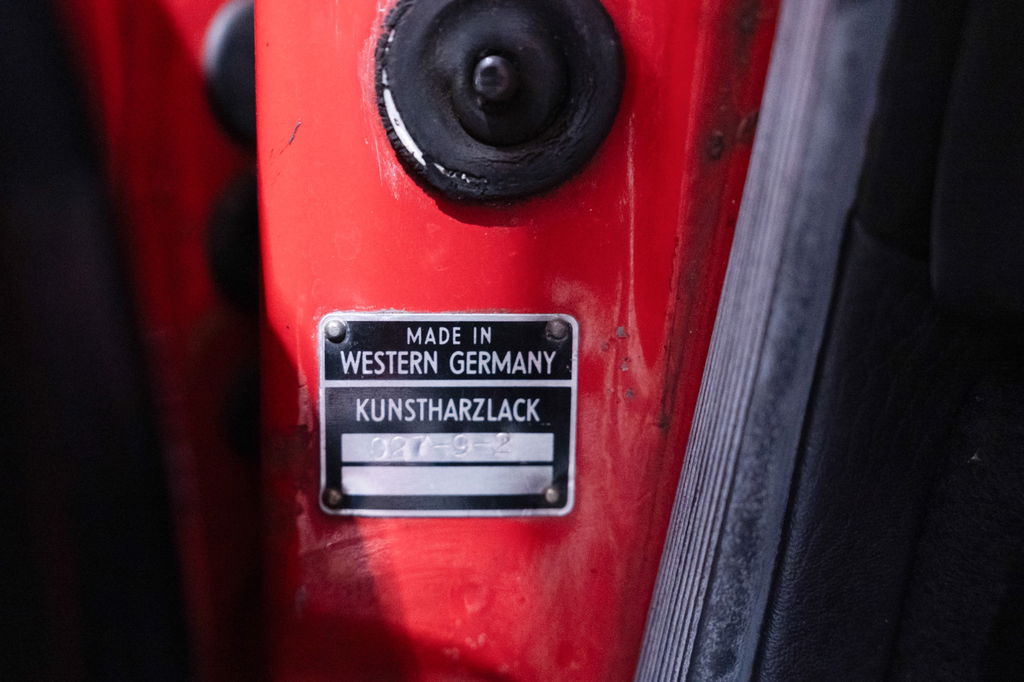 MADE IN
WESTERN GERMANY
KUNSTHARZLACK
027-9-2